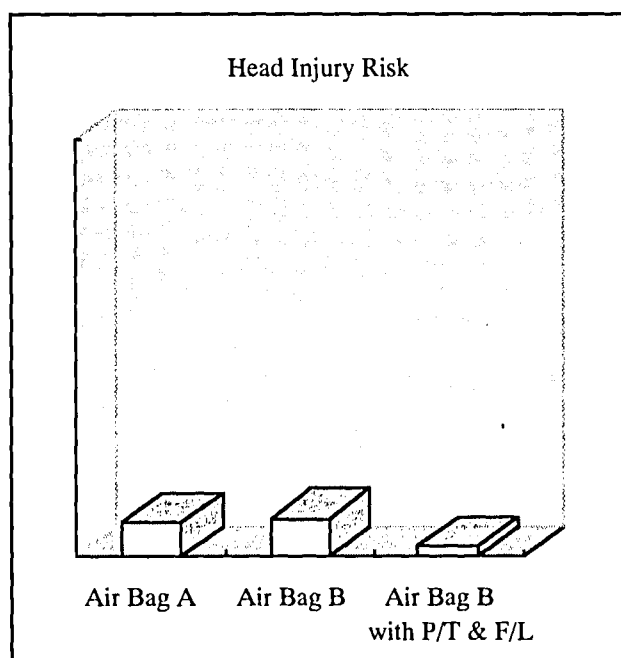 Head Injury Risk
Air Bag A
Air Bag B
Air Bag B
with P/T & F/L